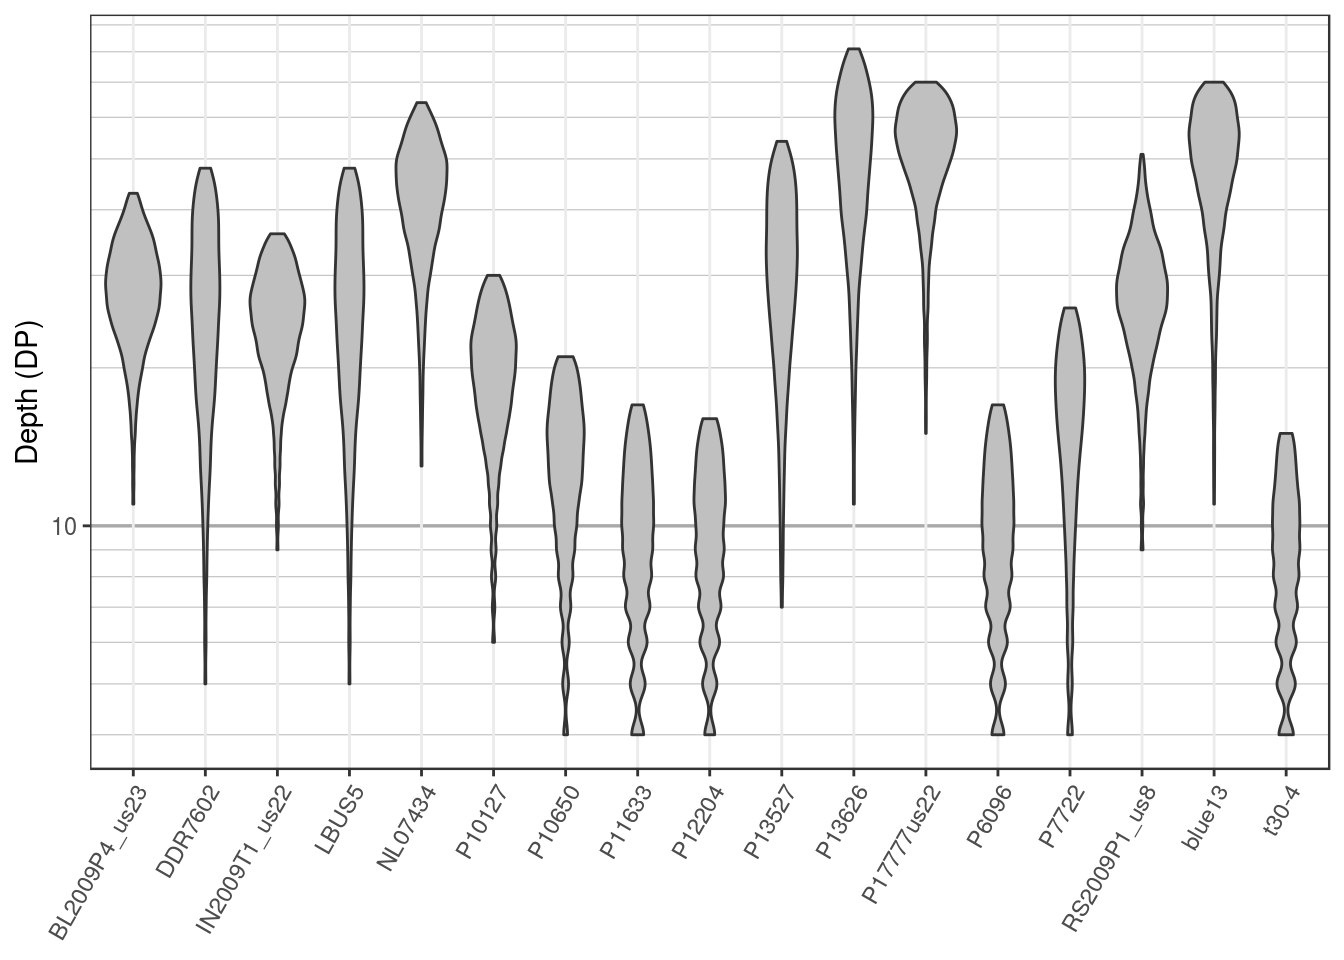 Depth (DP)
10
BL2009P4_us23
DDR7602
IN2009T1_us22
LBUS5
NL07434
P10127
P10650
P11633
P12204
P13527
P13626
P17777us22
P6096
P7722
RS2009P1_us8
blue13
t30-4